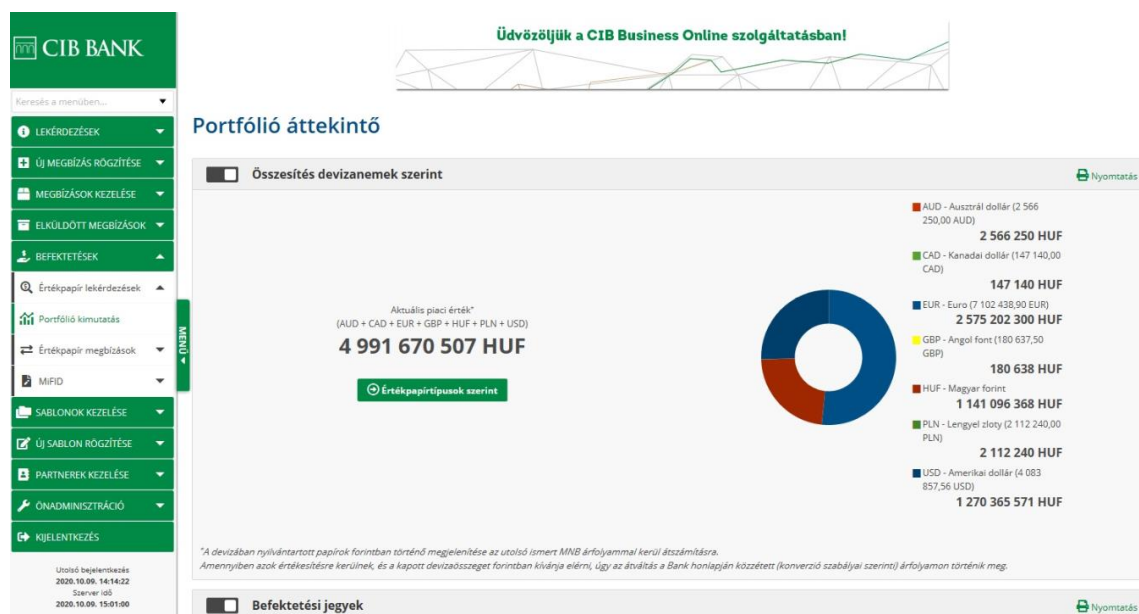 CIB BANK
Üdvözöljük a CIB Business Online szolgáltatásban!
Keresés a menüben...
LEKÉRDEZÉSEK
ÚJ MEGBÍZÁS RÖGZÍTÉSE
MEGBÍZÁSOK KEZELÉSE
ELKÜLDÖTT MEGBÍZÁSOK
BEFEKTETÉSEK
Értékpapír lekérdezések
Portfólió kimutatás
Értékpapír megbízások
MiFID
SABLONOK KEZELÉSE
ÚJ SABLON RÖGZÍTÉSE
PARTNEREK KEZELÉSE
ÖNADMINISZTRÁCIÓ
KIJELENTKEZÉS
Utolsó bejelentkezés
2020.10.09. 14:14:22
Szerver idő
2020.10.09. 15:01:00
MENÜ
Portfólió áttekintő
Összesítés devizanemek szerint
Nyomtatás
Aktuális piaci érték*
(AUD + CAD + EUR + GBP + HUF + PLN + USD)
4 991 670 507 HUF
Értékpapírtípusok szerint
AUD - Ausztrál dollár (2 566
250,00 AUD)
2 566 250 HUF
CAD - Kanadai dollár (147 140,00
CAD)
147 140 HUF
EUR - Euro (7 102 438,90 EUR)
2 575 202 300 HUF
GBP - Angol font (180 637,50
GBP)
180 638 HUF
HUF - Magyar forint
1 141 096 368 HUF
PLN - Lengyel zloty (2 112 240,00
PLN)
2 112 240 HUF
USD - Amerikai dollár (4 083
857,56 USD)
1 270 365 571 HUF
*A devizában nyilvántartott papírok forintban történő megjelenítése az utolsó ismert MNB árfolyammal kerül átszámításra.
Amennyiben azok értékesítésre kerülnek, és a kapott devizaösszeget forintban kívánja elérni, úgy az átváltás a Bank honlapján közzétett (konverzió szabályai szerinti) árfolyamon történik meg.
Befektetési jegyek
Nyomtatás